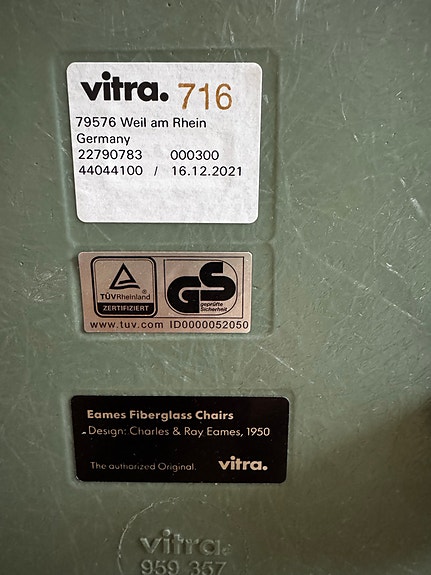 vitra. 716
79576 Weil am Rhein
Germany
22790783 000300
44044100 / 16.12.2021
TÜVRheinland ®
ZERTIFIZIERT
GS
geprüfte
Sicherheit
www.tuv.com ID0000052050
Eames Fiberglass Chairs
Design: Charles & Ray Eames, 1950
The authorized Original. vitra.
vitra.
959 357